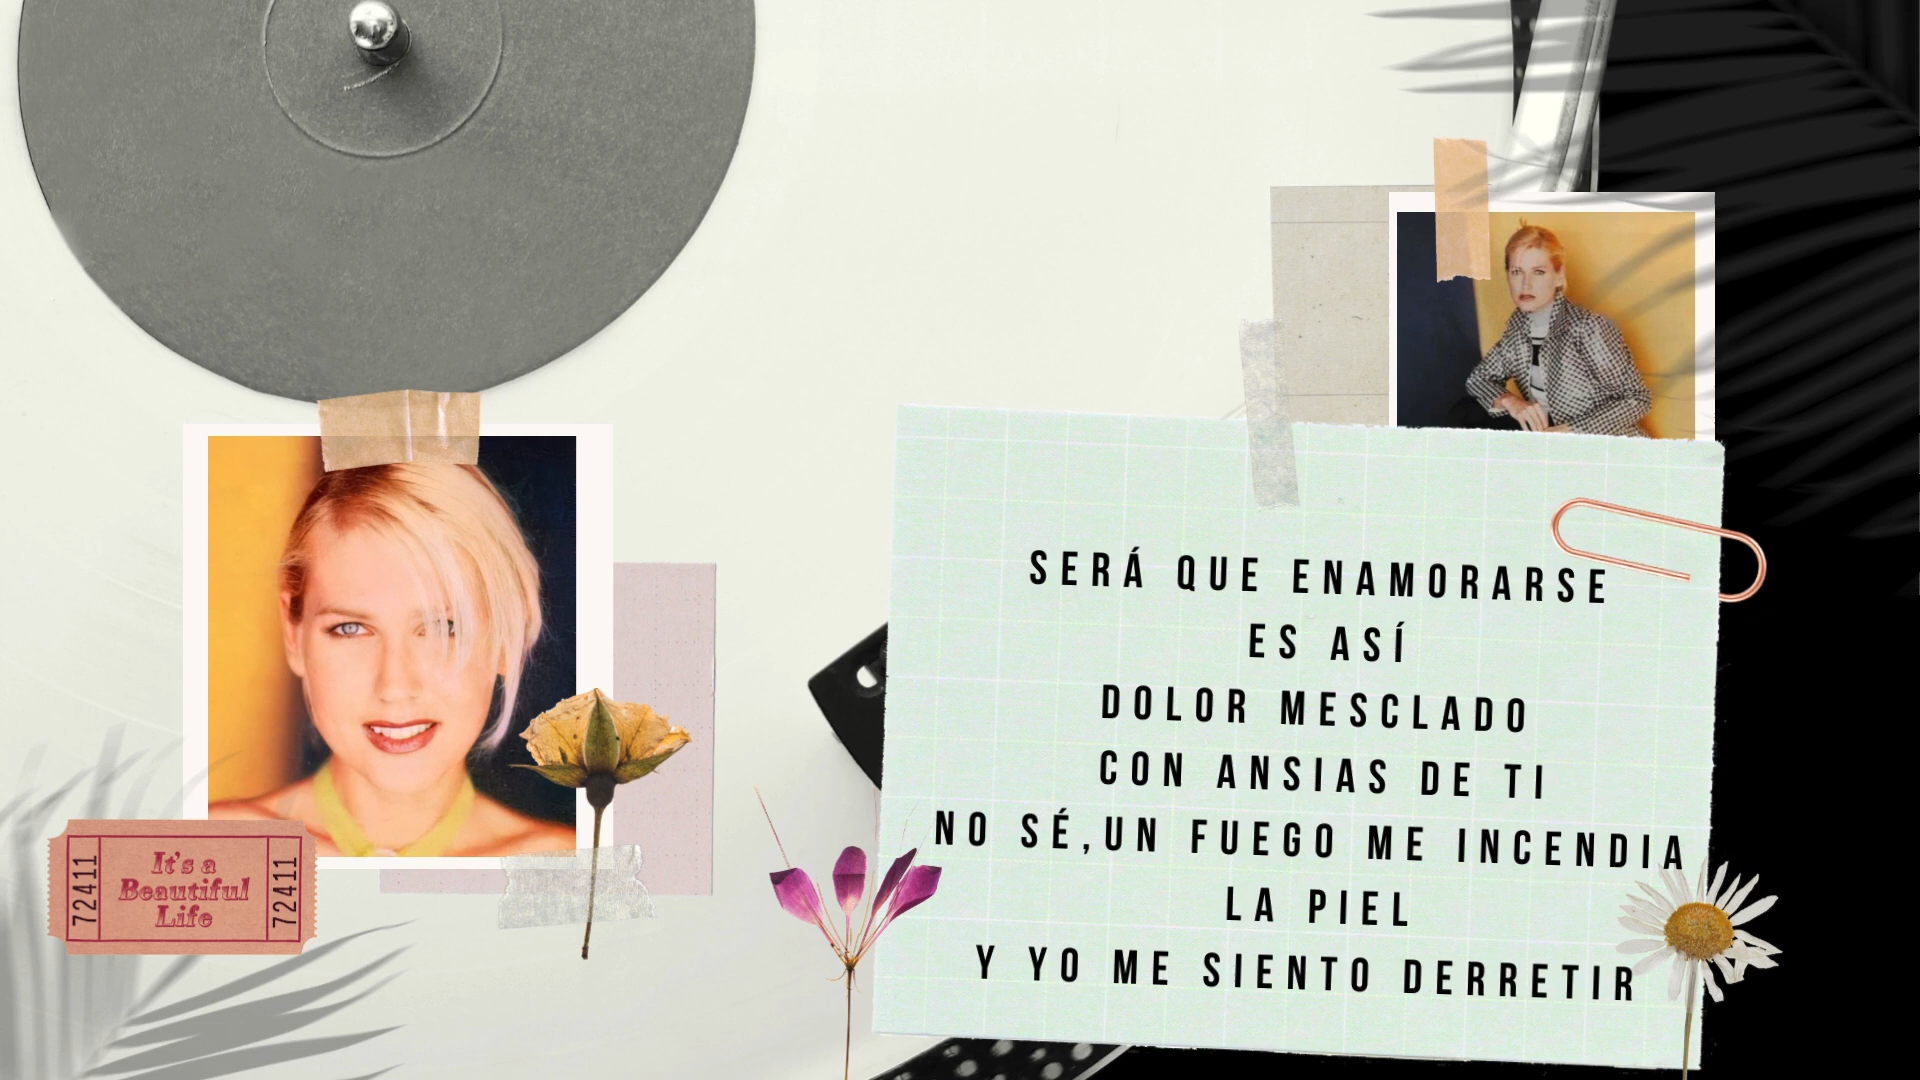 SERÁ QUE ENAMORARSE
ES ASÍ
DOLOR MESCLADO
CON ANSIAS DE TI
NO SÉ,UN FUEGO ME INCENDIA
LA PIEL
Y YO ME SIENTO DERRETIR
72411
It's a
Beautiful
Life
72411